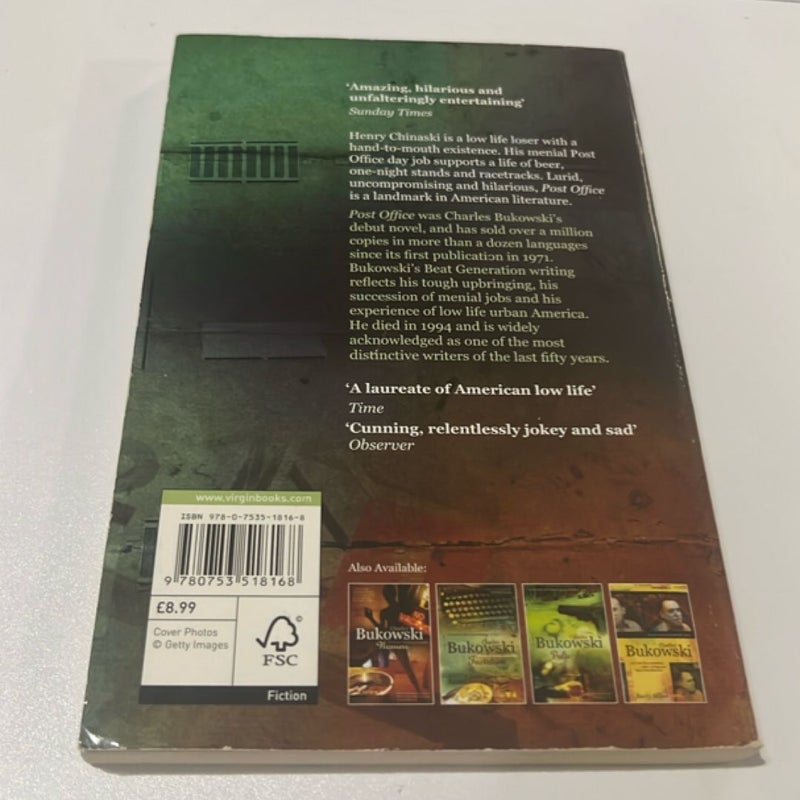 ‘Amazing, hilarious and
unfalteringly entertaining’
Sunday Times
Henry Chinaski is a low life loser with a
hand-to-mouth existence. His menial Post
Office day job supports a life of beer,
one-night stands and racetracks. Lurid,
uncompromising and hilarious, Post Office
is a landmark in American literature.
Post Office was Charles Bukowski’s
debut novel, and has sold over a million
copies in more than a dozen languages
since its first publication in 1971.
Bukowski’s Beat Generation writing
reflects his tough upbringing, his
succession of menial jobs and his
experience of low life urban America.
He died in 1994 and is widely
acknowledged as one of the most
distinctive writers of the last fifty years.
‘A laureate of American low life’
Time
‘Cunning, relentlessly jokey and sad’
Observer
www.virginbooks.com
ISBN 978-0-7535-1816-8
9 780753 518168
£8.99
Cover Photos
© Getty Images
©
FSC
Fiction
Also Available:
Bukowski
Women
Charles
Bukowski
Factotum
Bukowski
Pulp
Charles
Bukowski